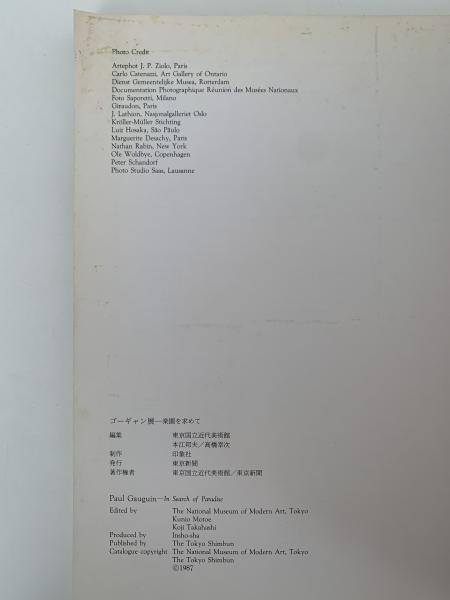 Photo Credit
Artephot J. P. Ziolo, Paris
Carlo Catenazzi, Art Gallery of Ontario
Dienst Gemeentelijke Musea, Rotterdam
Documentation Photographique Réunion des Musées Nationaux
Foto Saporetti, Milano
Giraudon, Paris
J. Lathion, Nasjonalgalleriet Oslo
Kröller-Müller Stichting
Luiz Hosaka, São Paulo
Marguerite Desachy, Paris
Nathan Rabin, New York
Ole Woldbye, Copenhagen
Peter Schandorf
Photo Studio Saas, Lausanne
ゴーギャン展—楽園を求めて
編集 東京国立近代美術館
本江邦夫／高橋幸次
制作 印象社
発行 東京新聞
著作権者 東京国立近代美術館／東京新聞
Paul Gauguin—In Search of Paradise
Edited by The National Museum of Modern Art, Tokyo
Kunio Motoe
Koji Takahashi
Produced by Insho-sha
Published by The Tokyo Shimbun
Catalogue copyright The National Museum of Modern Art, Tokyo
The Tokyo Shimbun
©1987